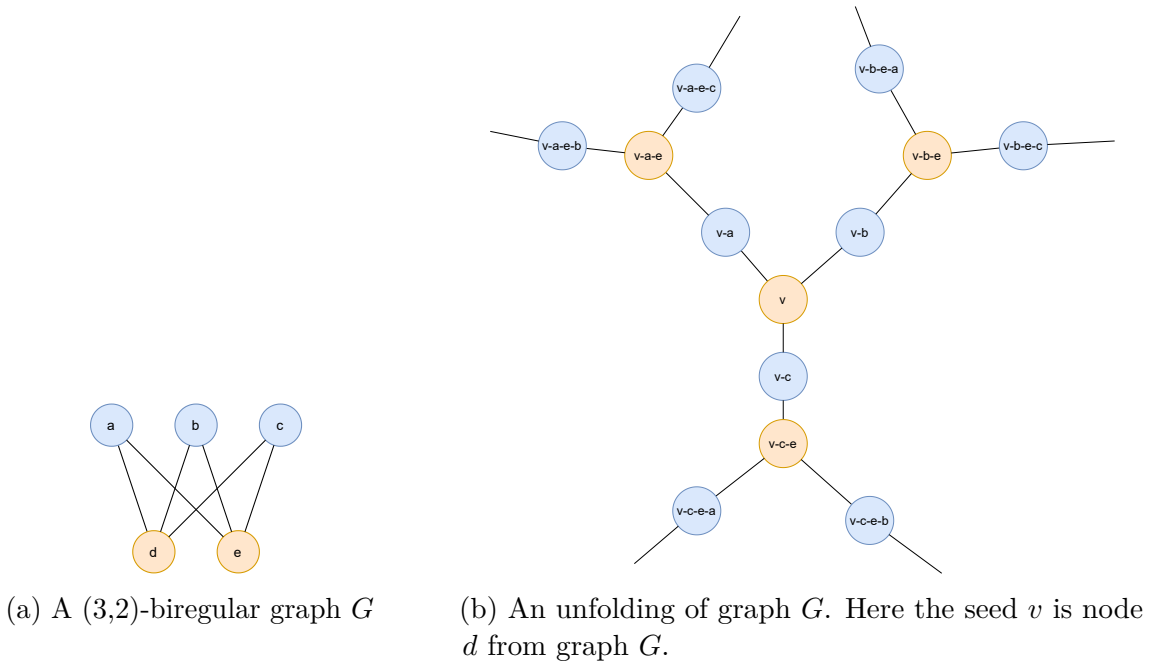 v-b-e-a
v-a-e-c
v-a-e-b
v-a-e
v-b-e
v-b-e-c
v-a
v-b
v
v-c
a
b
c
v-c-e
v-c-e-a
v-c-e-b
d
e
(a) A (3,2)-biregular graph G
(b) An unfolding of graph G. Here the seed v is node
d from graph G.